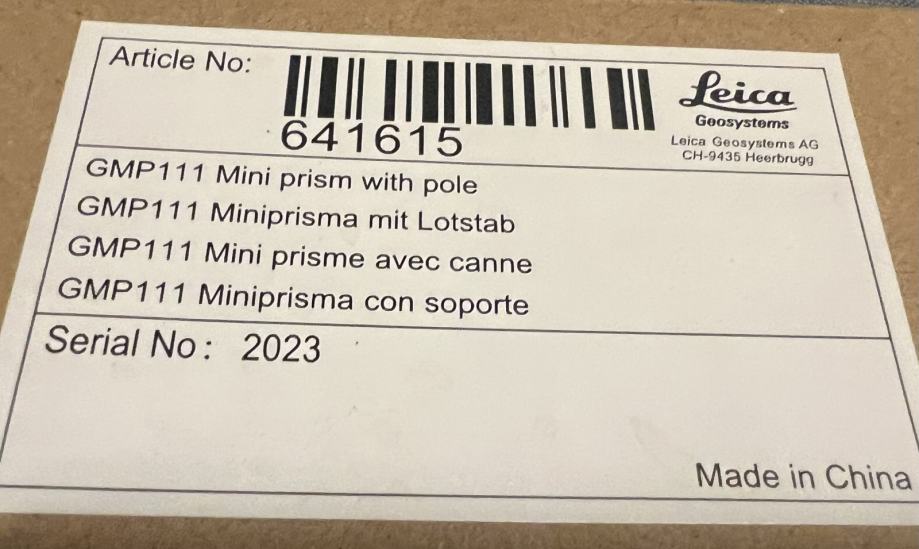 Article No:
641615
Leica
Geosystems
Leica Geosystems AG
CH-9435 Heerbrugg
GMP111 Mini prism with pole
GMP111 Miniprisma mit Lotstab
GMP111 Mini prisme avec canne
GMP111 Miniprisma con soporte
Serial No: 2023
Made in China